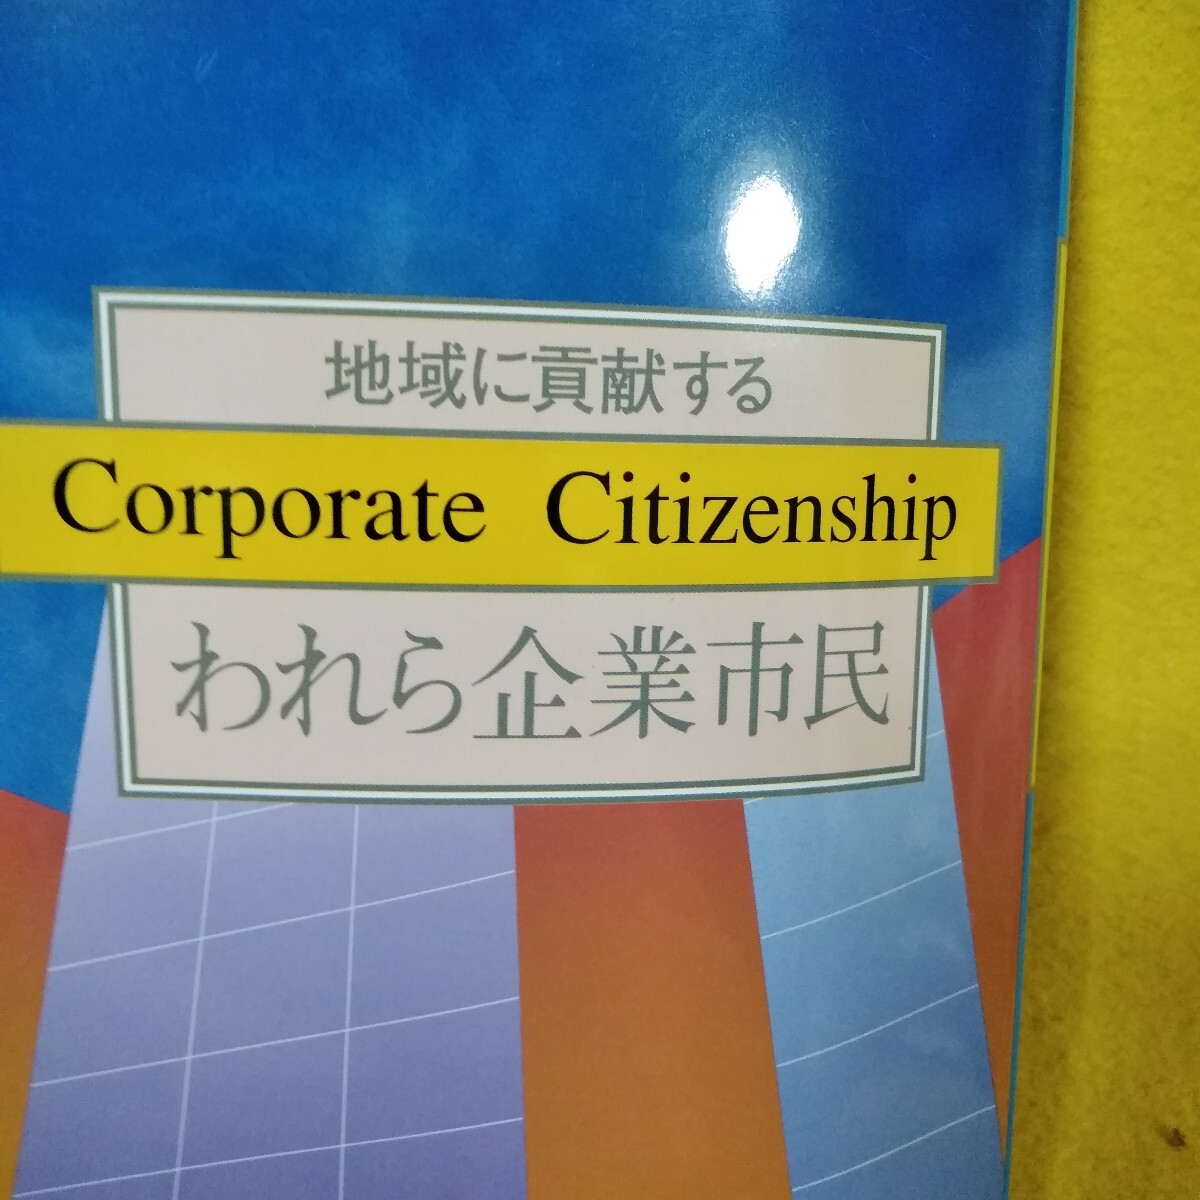 地域に貢献する
Corporate Citizenship
われら企業市民